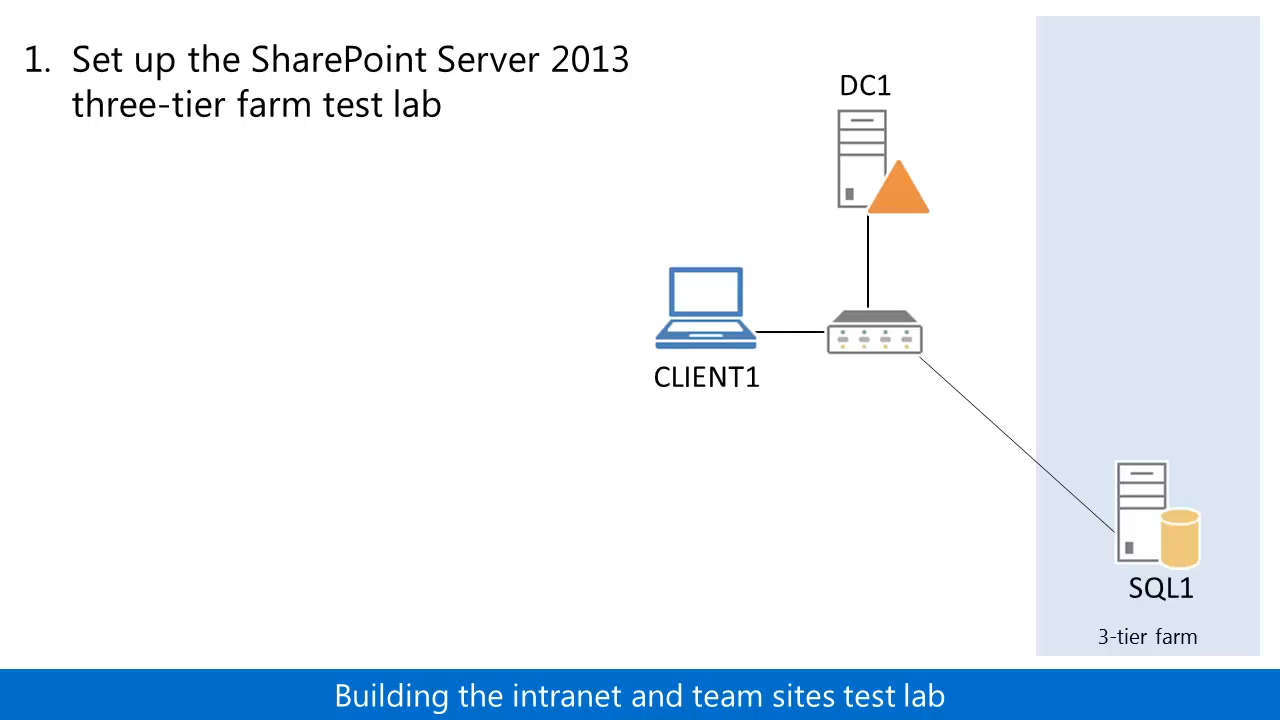 1. Set up the SharePoint Server 2013
three-tier farm test lab
DC1
CLIENT1
SQL1
3-tier farm
Building the intranet and team sites test lab